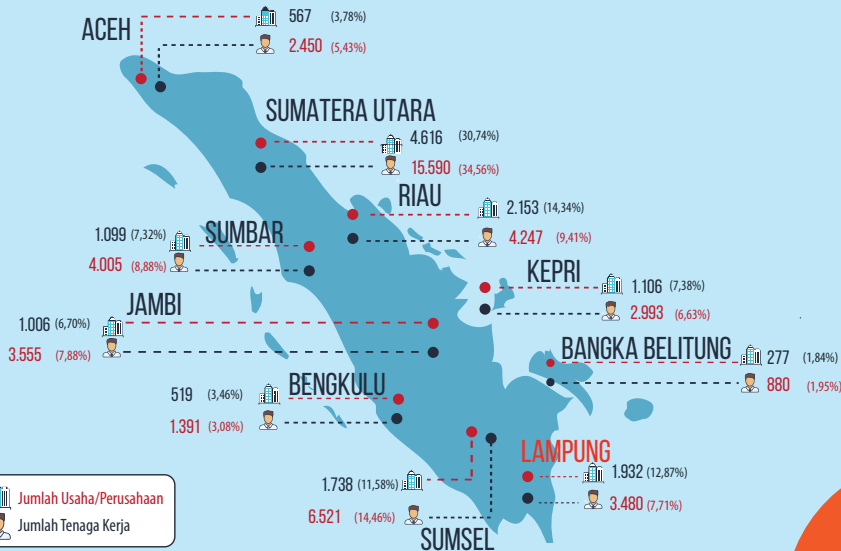 ACEH
567 (3,78%)
2.450 (5,43%)
SUMATERA UTARA
4.616 (30,74%)
15.590 (34,56%)
RIAU
2.153 (14,34%)
4.247 (9,41%)
SUMBAR
1.099 (7,32%)
4.005 (8,88%)
KEPRI
1.106 (7,38%)
2.993 (6,63%)
JAMBI
1.006 (6,70%)
3.555 (7,88%)
BANGKA BELITUNG
277 (1,84%)
880 (1,95%)
BENGKULU
519 (3,46%)
1.391 (3,08%)
LAMPUNG
1.932 (12,87%)
3.480 (7,71%)
1.738 (11,58%)
6.521 (14,46%)
SUMSEL
Jumlah Usaha/Perusahaan
Jumlah Tenaga Kerja